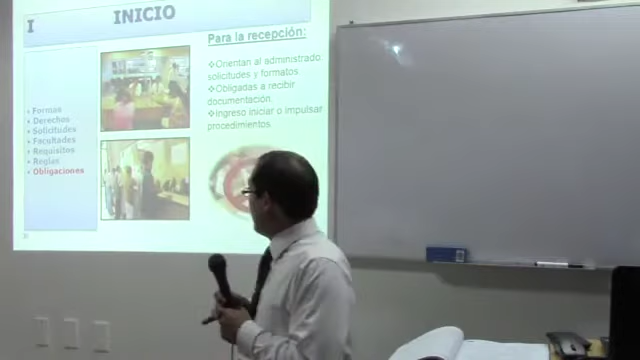 I INICIO
Para la recepción:
❖Orientan al administrado,
solicitudes y formatos
❖Obligadas a recibir
documentación.
❖Ingreso iniciar o impulsar
procedimientos.
- Formas
- Derechos
- Solicitudes
- Facultades
- Requisitos
- Reglas
- Obligaciones